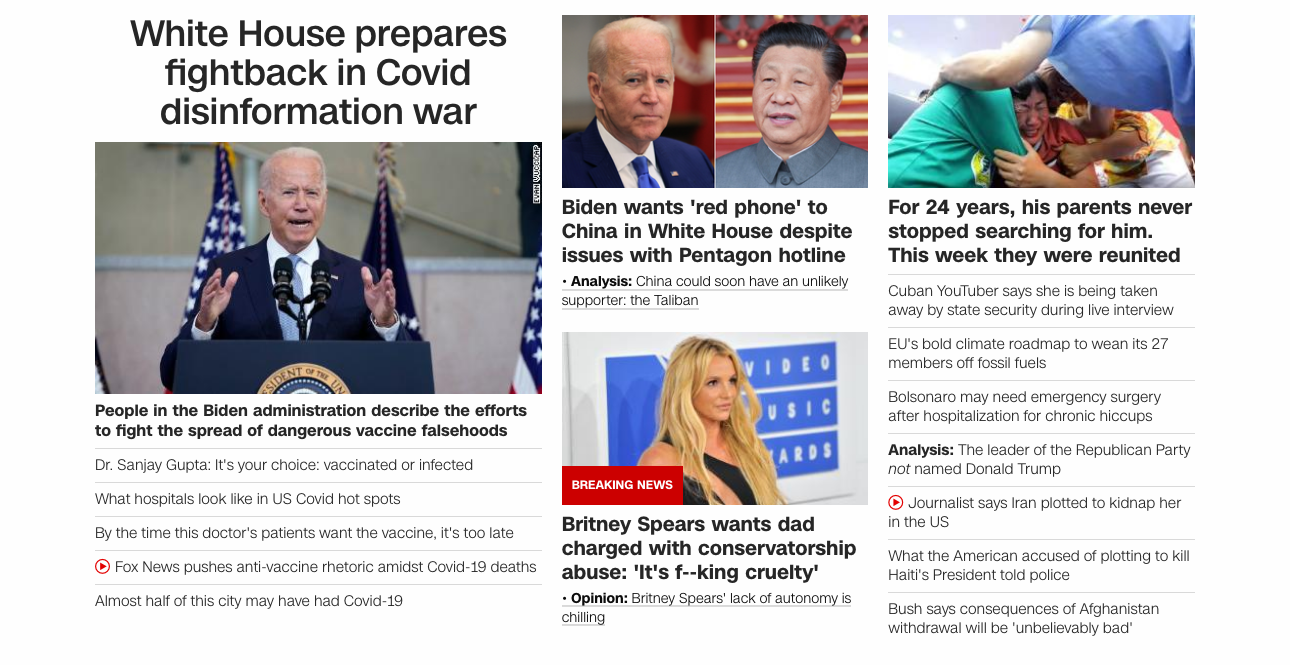 White House prepares
fightback in Covid
disinformation war
EVAN VUCCI/AP
PRESIDENT OF THE
People in the Biden administration describe the efforts
to fight the spread of dangerous vaccine falsehoods
Dr. Sanjay Gupta: It's your choice: vaccinated or infected
What hospitals look like in US Covid hot spots
By the time this doctor's patients want the vaccine, it's too late
Fox News pushes anti-vaccine rhetoric amidst Covid-19 deaths
Almost half of this city may have had Covid-19
Biden wants 'red phone' to
China in White House despite
issues with Pentagon hotline
• Analysis: China could soon have an unlikely
supporter: the Taliban
VIDEO
USIC
ARDS
BREAKING NEWS
Britney Spears wants dad
charged with conservatorship
abuse: 'It's f--king cruelty'
• Opinion: Britney Spears' lack of autonomy is
chilling
For 24 years, his parents never
stopped searching for him.
This week they were reunited
Cuban YouTuber says she is being taken
away by state security during live interview
EU's bold climate roadmap to wean its 27
members off fossil fuels
Bolsonaro may need emergency surgery
after hospitalization for chronic hiccups
Analysis: The leader of the Republican Party
not named Donald Trump
Journalist says Iran plotted to kidnap her
in the US
What the American accused of plotting to kill
Haiti's President told police
Bush says consequences of Afghanistan
withdrawal will be 'unbelievably bad'